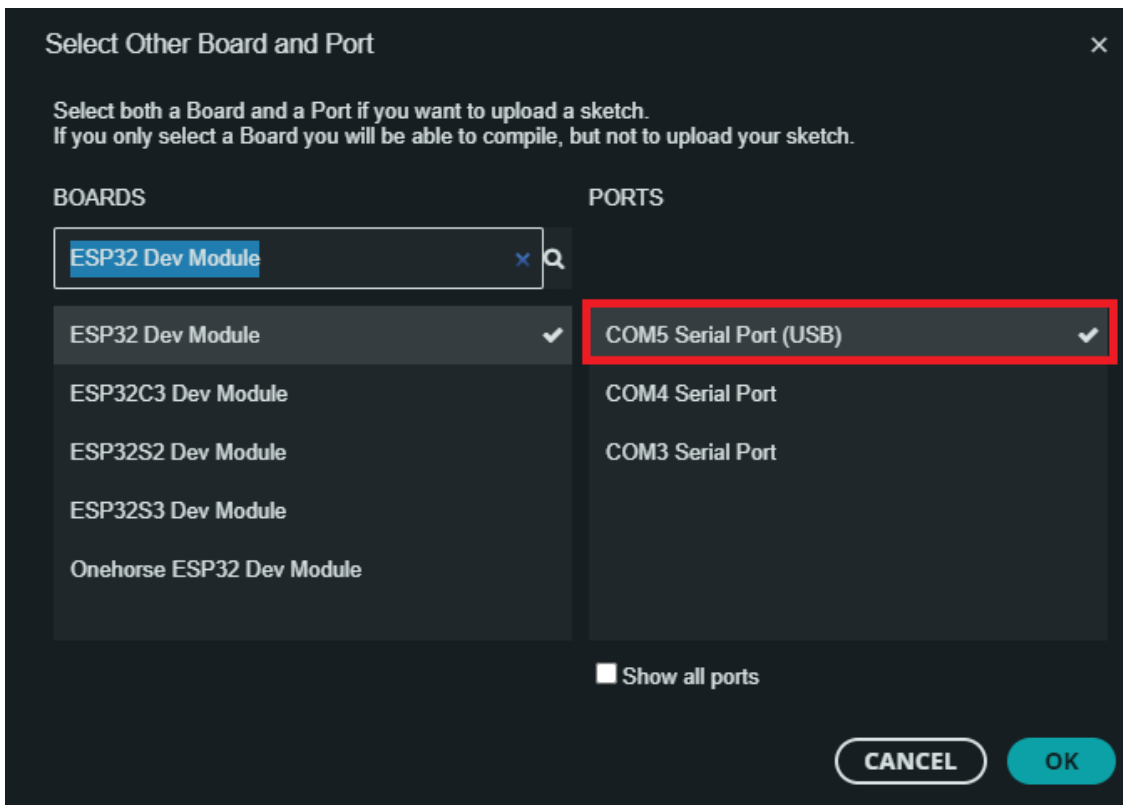 Select Other Board and Port
Select both a Board and a Port if you want to upload a sketch.
If you only select a Board you will be able to compile, but not to upload your sketch.
BOARDS
ESP32 Dev Module
ESP32 Dev Module
ESP32C3 Dev Module
ESP32S2 Dev Module
ESP32S3 Dev Module
Onehorse ESP32 Dev Module
PORTS
COM5 Serial Port (USB)
COM4 Serial Port
COM3 Serial Port
Show all ports
CANCEL
OK